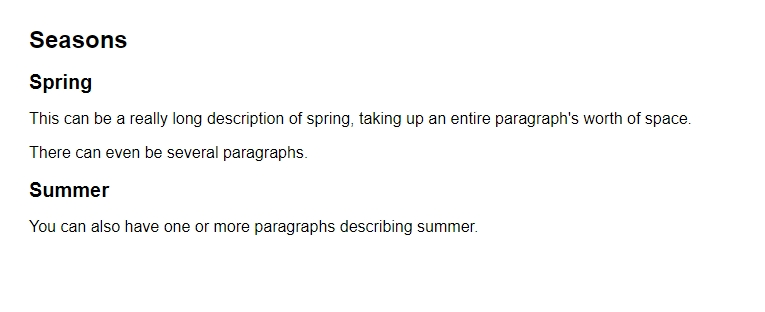 Seasons
Spring
This can be a really long description of spring, taking up an entire paragraph's worth of space.
There can even be several paragraphs.
Summer
You can also have one or more paragraphs describing summer.